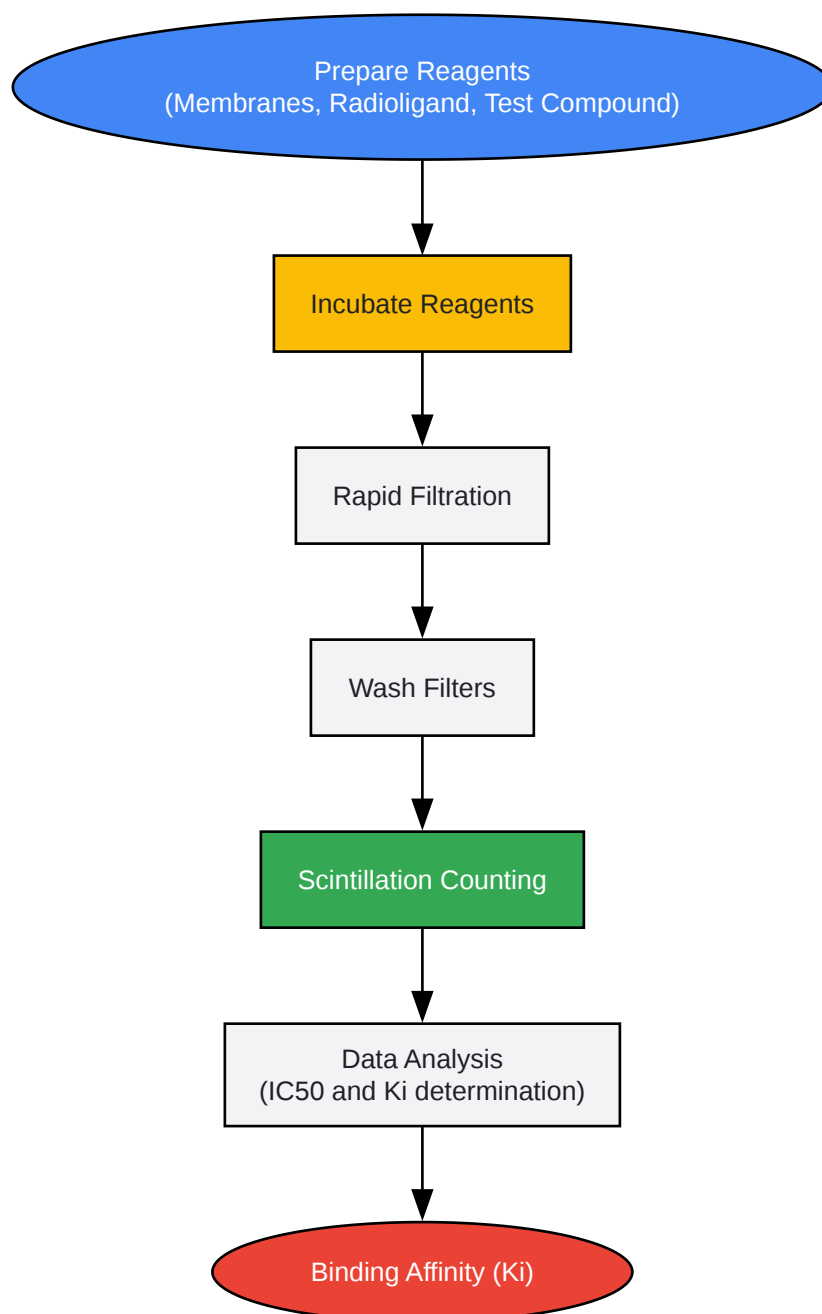 Prepare Reagents
(Membranes, Radioligand, Test Compound)
Incubate Reagents
Rapid Filtration
Wash Filters
Scintillation Counting
Data Analysis
(IC50 and Ki determination)
Binding Affinity (Ki)